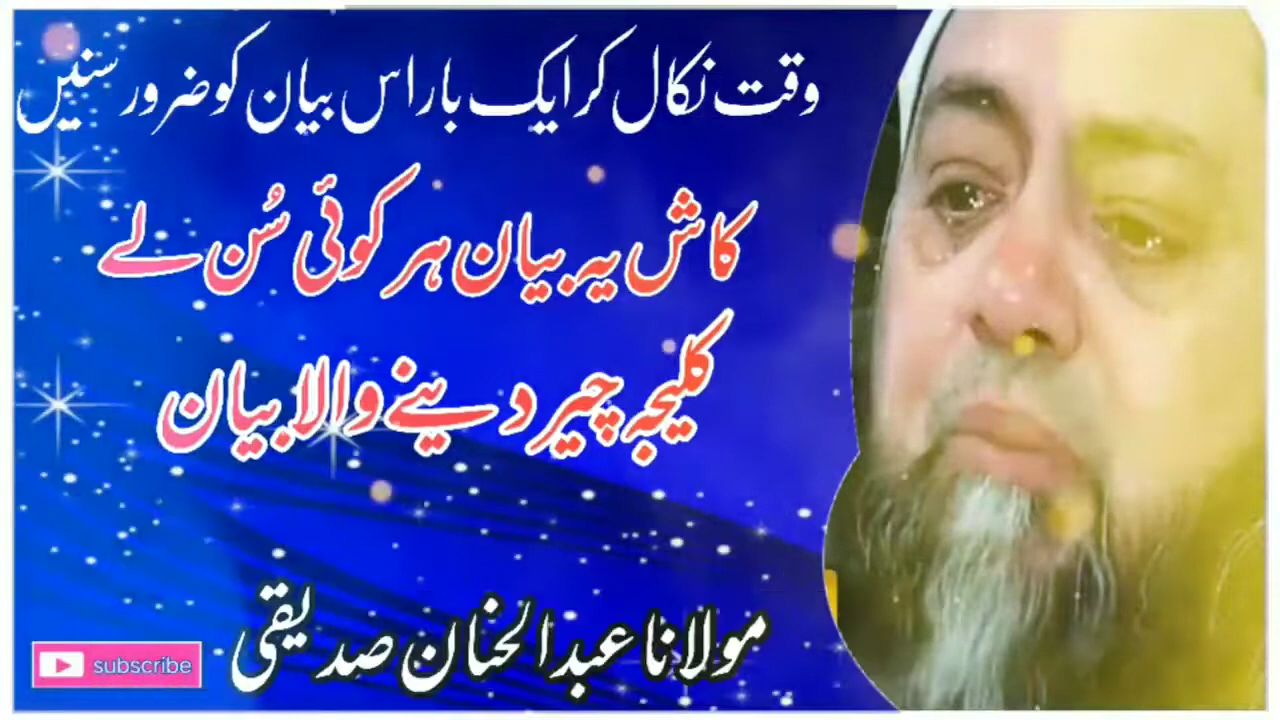 وقت نکال کر ایک بار اس بیان کو ضرور سنیں
کاش یہ بیان ہر کوئی سُن لے
کلیجہ چیر دینے والا بیان
مولانا عبدالحنان صدیقی
subscribe